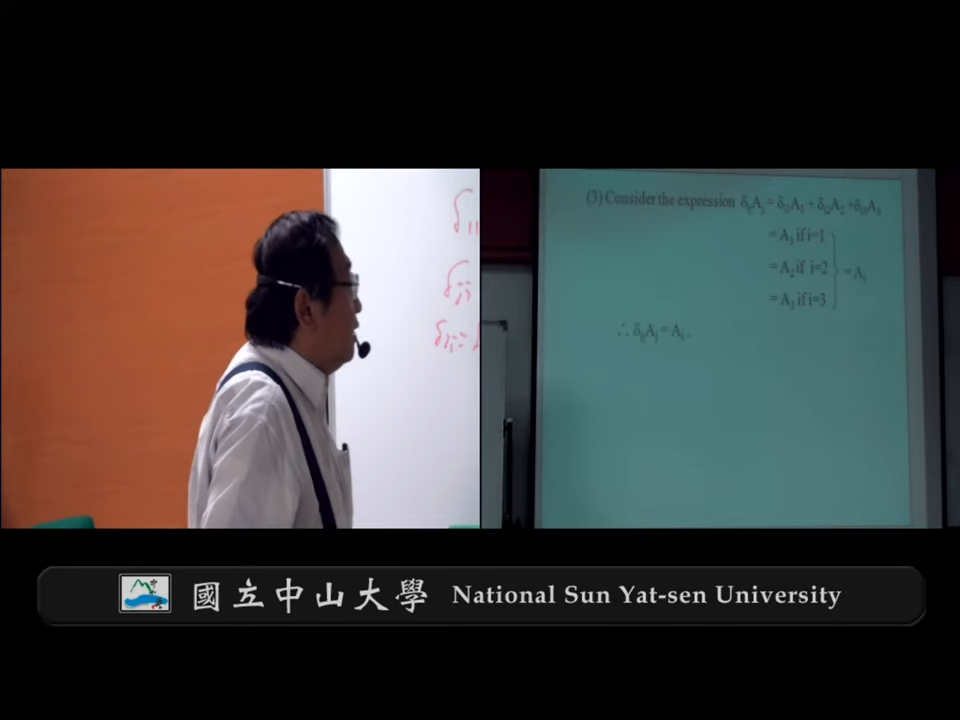 (3) Consider the expression δᵢⱼAⱼ = δᵢ₁A₁ + δᵢ₂A₂ + δᵢ₃A₃
= A₁ if i=1
= A₂ if i=2 } = Aᵢ
= A₃ if i=3
∴ δᵢⱼAⱼ = Aᵢ.
δ₁₁
國立中山大學 National Sun Yat-sen University